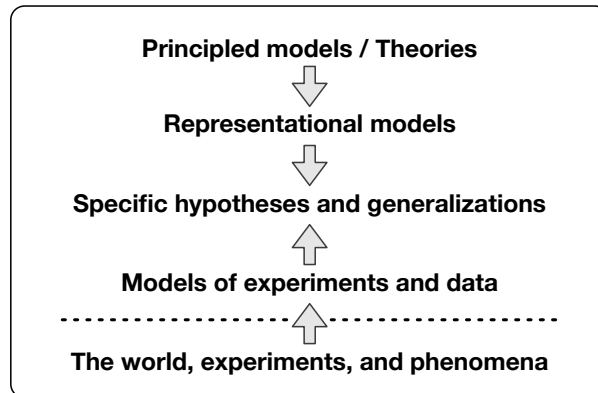 Principled models / Theories
Representational models
Specific hypotheses and generalizations
Models of experiments and data
The world, experiments, and phenomena